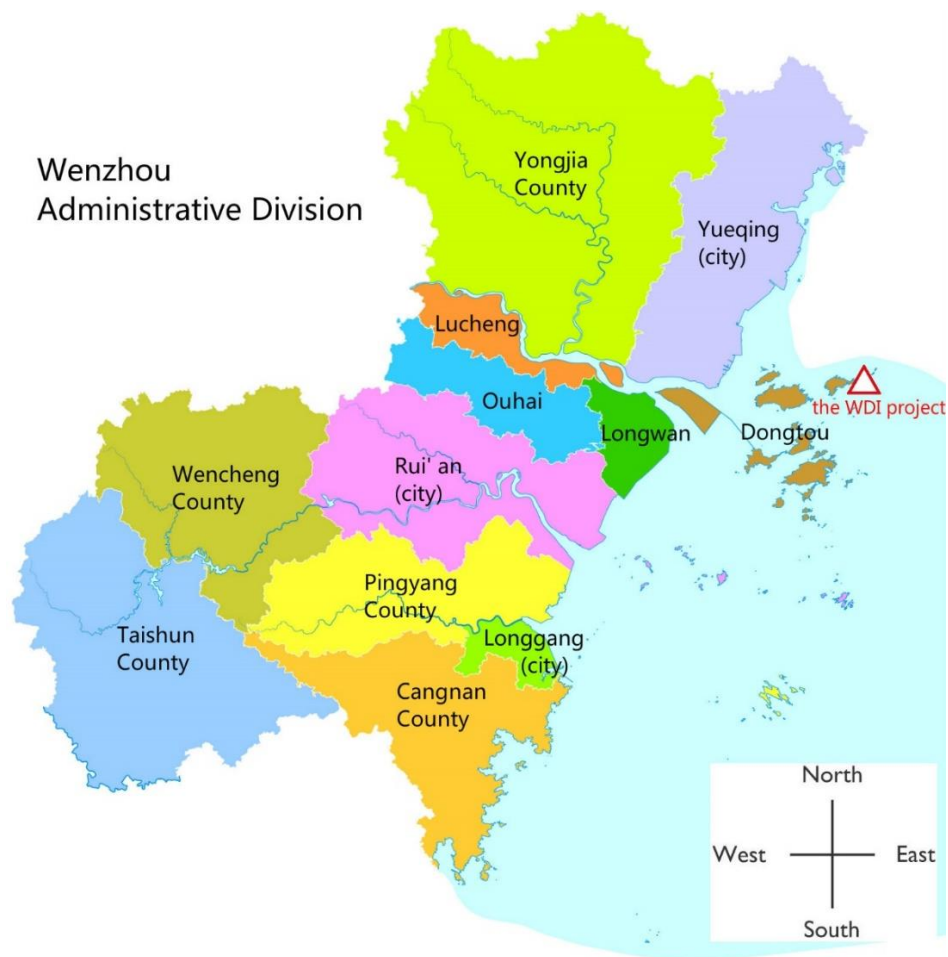 Wenzhou
Administrative Division
Yongjia
County
Yueqing
(city)
Lucheng
Ouhai
the WDI project
Longwan
Dongtou
Wencheng
County
Rui' an
(city)
Pingyang
County
Taishun
County
Longgang
(city)
Cangnan
County
North
West
East
South